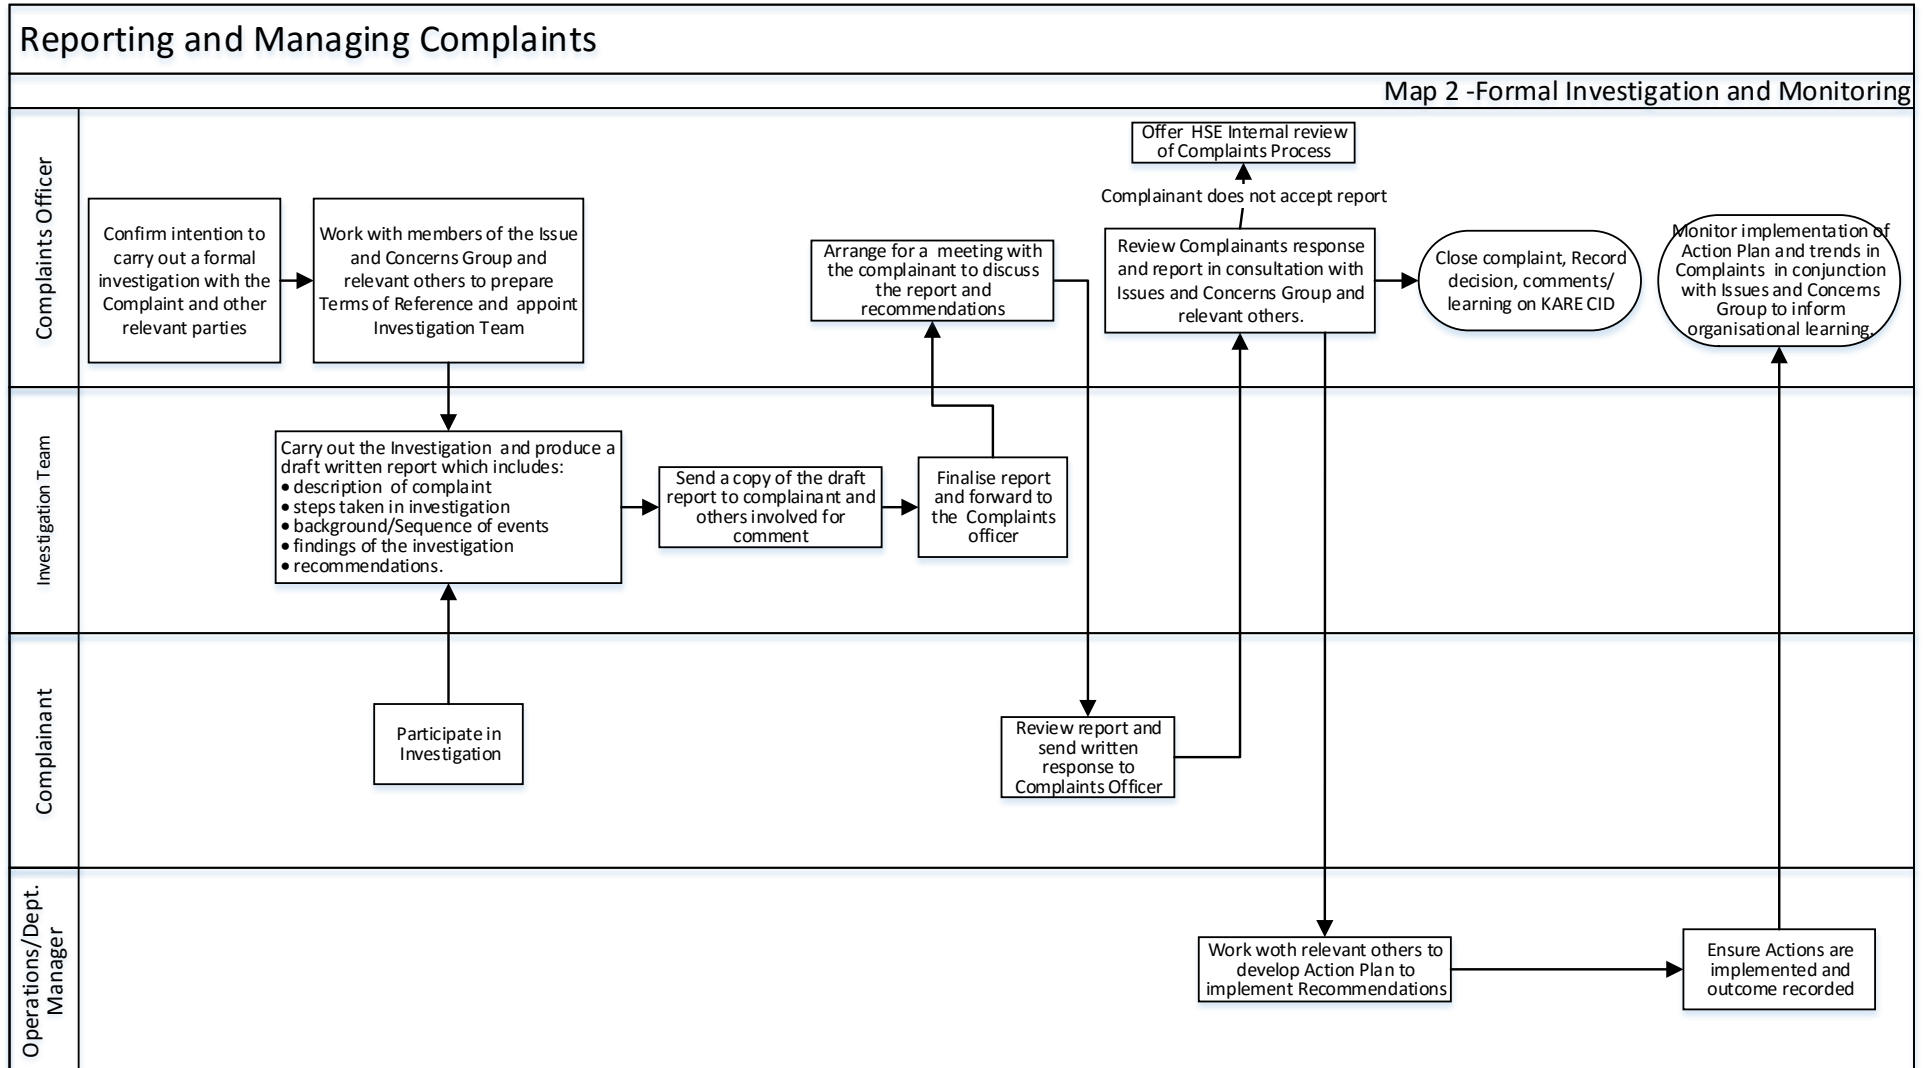 Reporting and Managing Complaints
Map 2 -Formal Investigation and Monitoring
Complaints Officer
Confirm intention to
carry out a formal
investigation with the
Complaint and other
relevant parties
Work with members of the Issue
and Concerns Group and
relevant others to prepare
Terms of Reference and appoint
Investigation Team
Arrange for a meeting with
the complainant to discuss
the report and
recommendations
Offer HSE Internal review
of Complaints Process
Complainant does not accept report
Review Complainants response
and report in consultation with
Issues and Concerns Group and
relevant others.
Close complaint, Record
decision, comments/
learning on KARE CID
Monitor implementation of
Action Plan and trends in
Complaints in conjunction
with Issues and Concerns
Group to inform
organisational learning.
Investigation Team
Carry out the Investigation and produce a
draft written report which includes:
• description of complaint
• steps taken in investigation
• background/Sequence of events
• findings of the investigation
• recommendations.
Send a copy of the draft
report to complainant and
others involved for
comment
Finalise report
and forward to
the Complaints
officer
Complainant
Participate in
Investigation
Review report and
send written
response to
Complaints Officer
Operations/Dept.
Manager
Work woth relevant others to
develop Action Plan to
implement Recommendations
Ensure Actions are
implemented and
outcome recorded